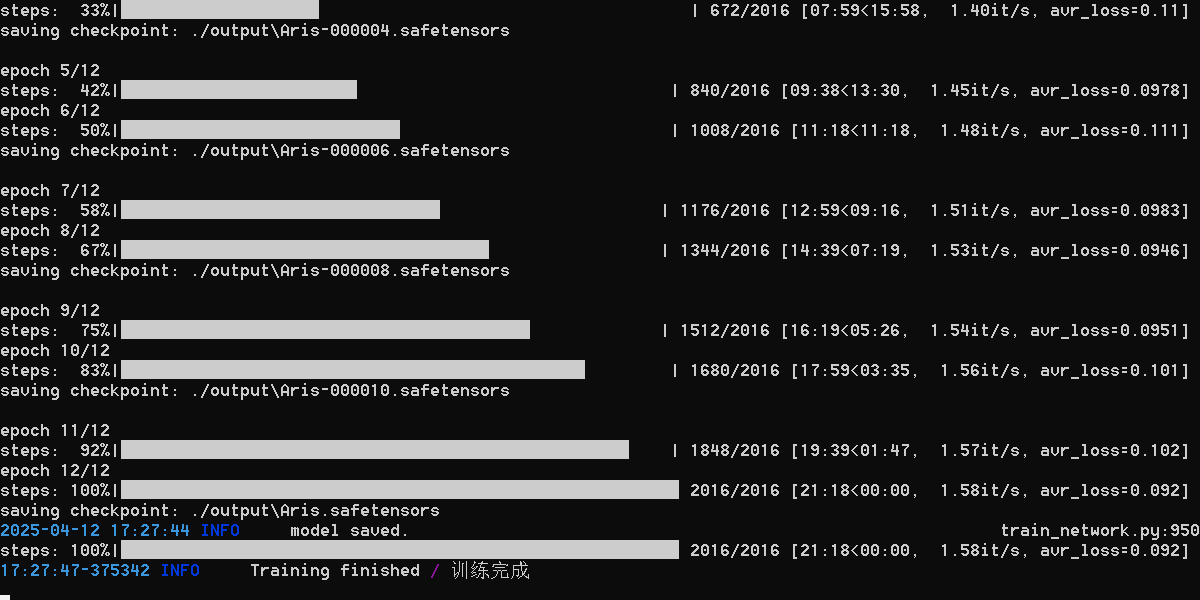 steps:  33%| | 672/2016 [07:59<15:58,  1.40it/s, avr_loss=0.11]
saving checkpoint: ./output\Aris-000004.safetensors
epoch 5/12
steps:  42%| | 840/2016 [09:38<13:30,  1.45it/s, avr_loss=0.0978]
epoch 6/12
steps:  50%| | 1008/2016 [11:18<11:18,  1.48it/s, avr_loss=0.111]
saving checkpoint: ./output\Aris-000006.safetensors
epoch 7/12
steps:  58%| | 1176/2016 [12:59<09:16,  1.51it/s, avr_loss=0.0983]
epoch 8/12
steps:  67%| | 1344/2016 [14:39<07:19,  1.53it/s, avr_loss=0.0946]
saving checkpoint: ./output\Aris-000008.safetensors
epoch 9/12
steps:  75%| | 1512/2016 [16:19<05:26,  1.54it/s, avr_loss=0.0951]
epoch 10/12
steps:  83%| | 1680/2016 [17:59<03:35,  1.56it/s, avr_loss=0.101]
saving checkpoint: ./output\Aris-000010.safetensors
epoch 11/12
steps:  92%| | 1848/2016 [19:39<01:47,  1.57it/s, avr_loss=0.102]
epoch 12/12
steps: 100%| 2016/2016 [21:18<00:00,  1.58it/s, avr_loss=0.092]
saving checkpoint: ./output\Aris.safetensors
2025-04-12 17:27:44 INFO     model saved. train_network.py:950
steps: 100%| 2016/2016 [21:18<00:00,  1.58it/s, avr_loss=0.092]
17:27:47-375342 INFO     Training finished / 训练完成